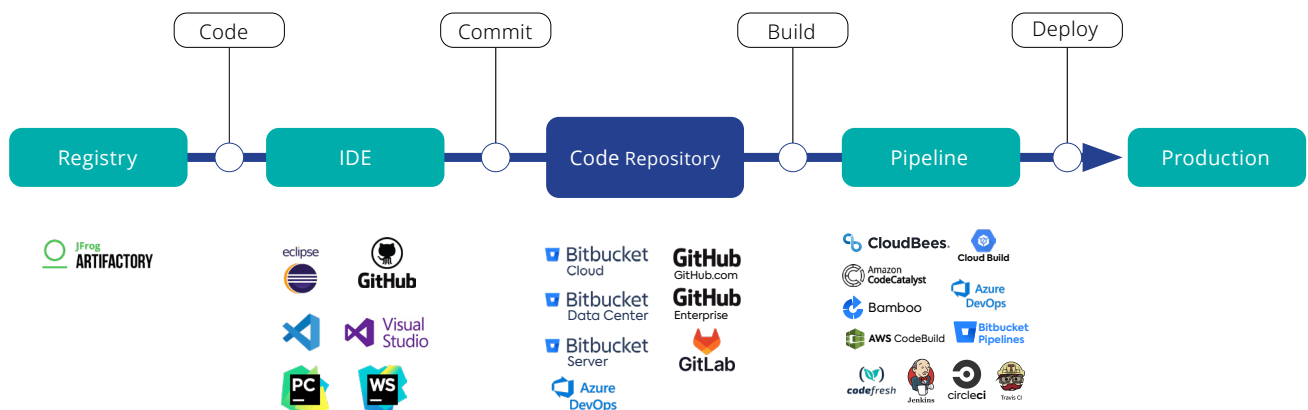 Code
Commit
Build
Deploy
Registry
IDE
Code Repository
Pipeline
Production
JFrog
ARTIFACTORY
eclipse
GitHub
Visual
Studio
PC
WS
Bitbucket
Cloud
Bitbucket
Data Center
Bitbucket
Server
Azure
DevOps
GitHub
GitHub.com
GitHub
Enterprise
GitLab
CloudBees.
Cloud Build
Amazon
CodeCatalyst
Azure
DevOps
Bamboo
AWS CodeBuild
Bitbucket
Pipelines
codefresh
Jenkins
circleci
Travis CI